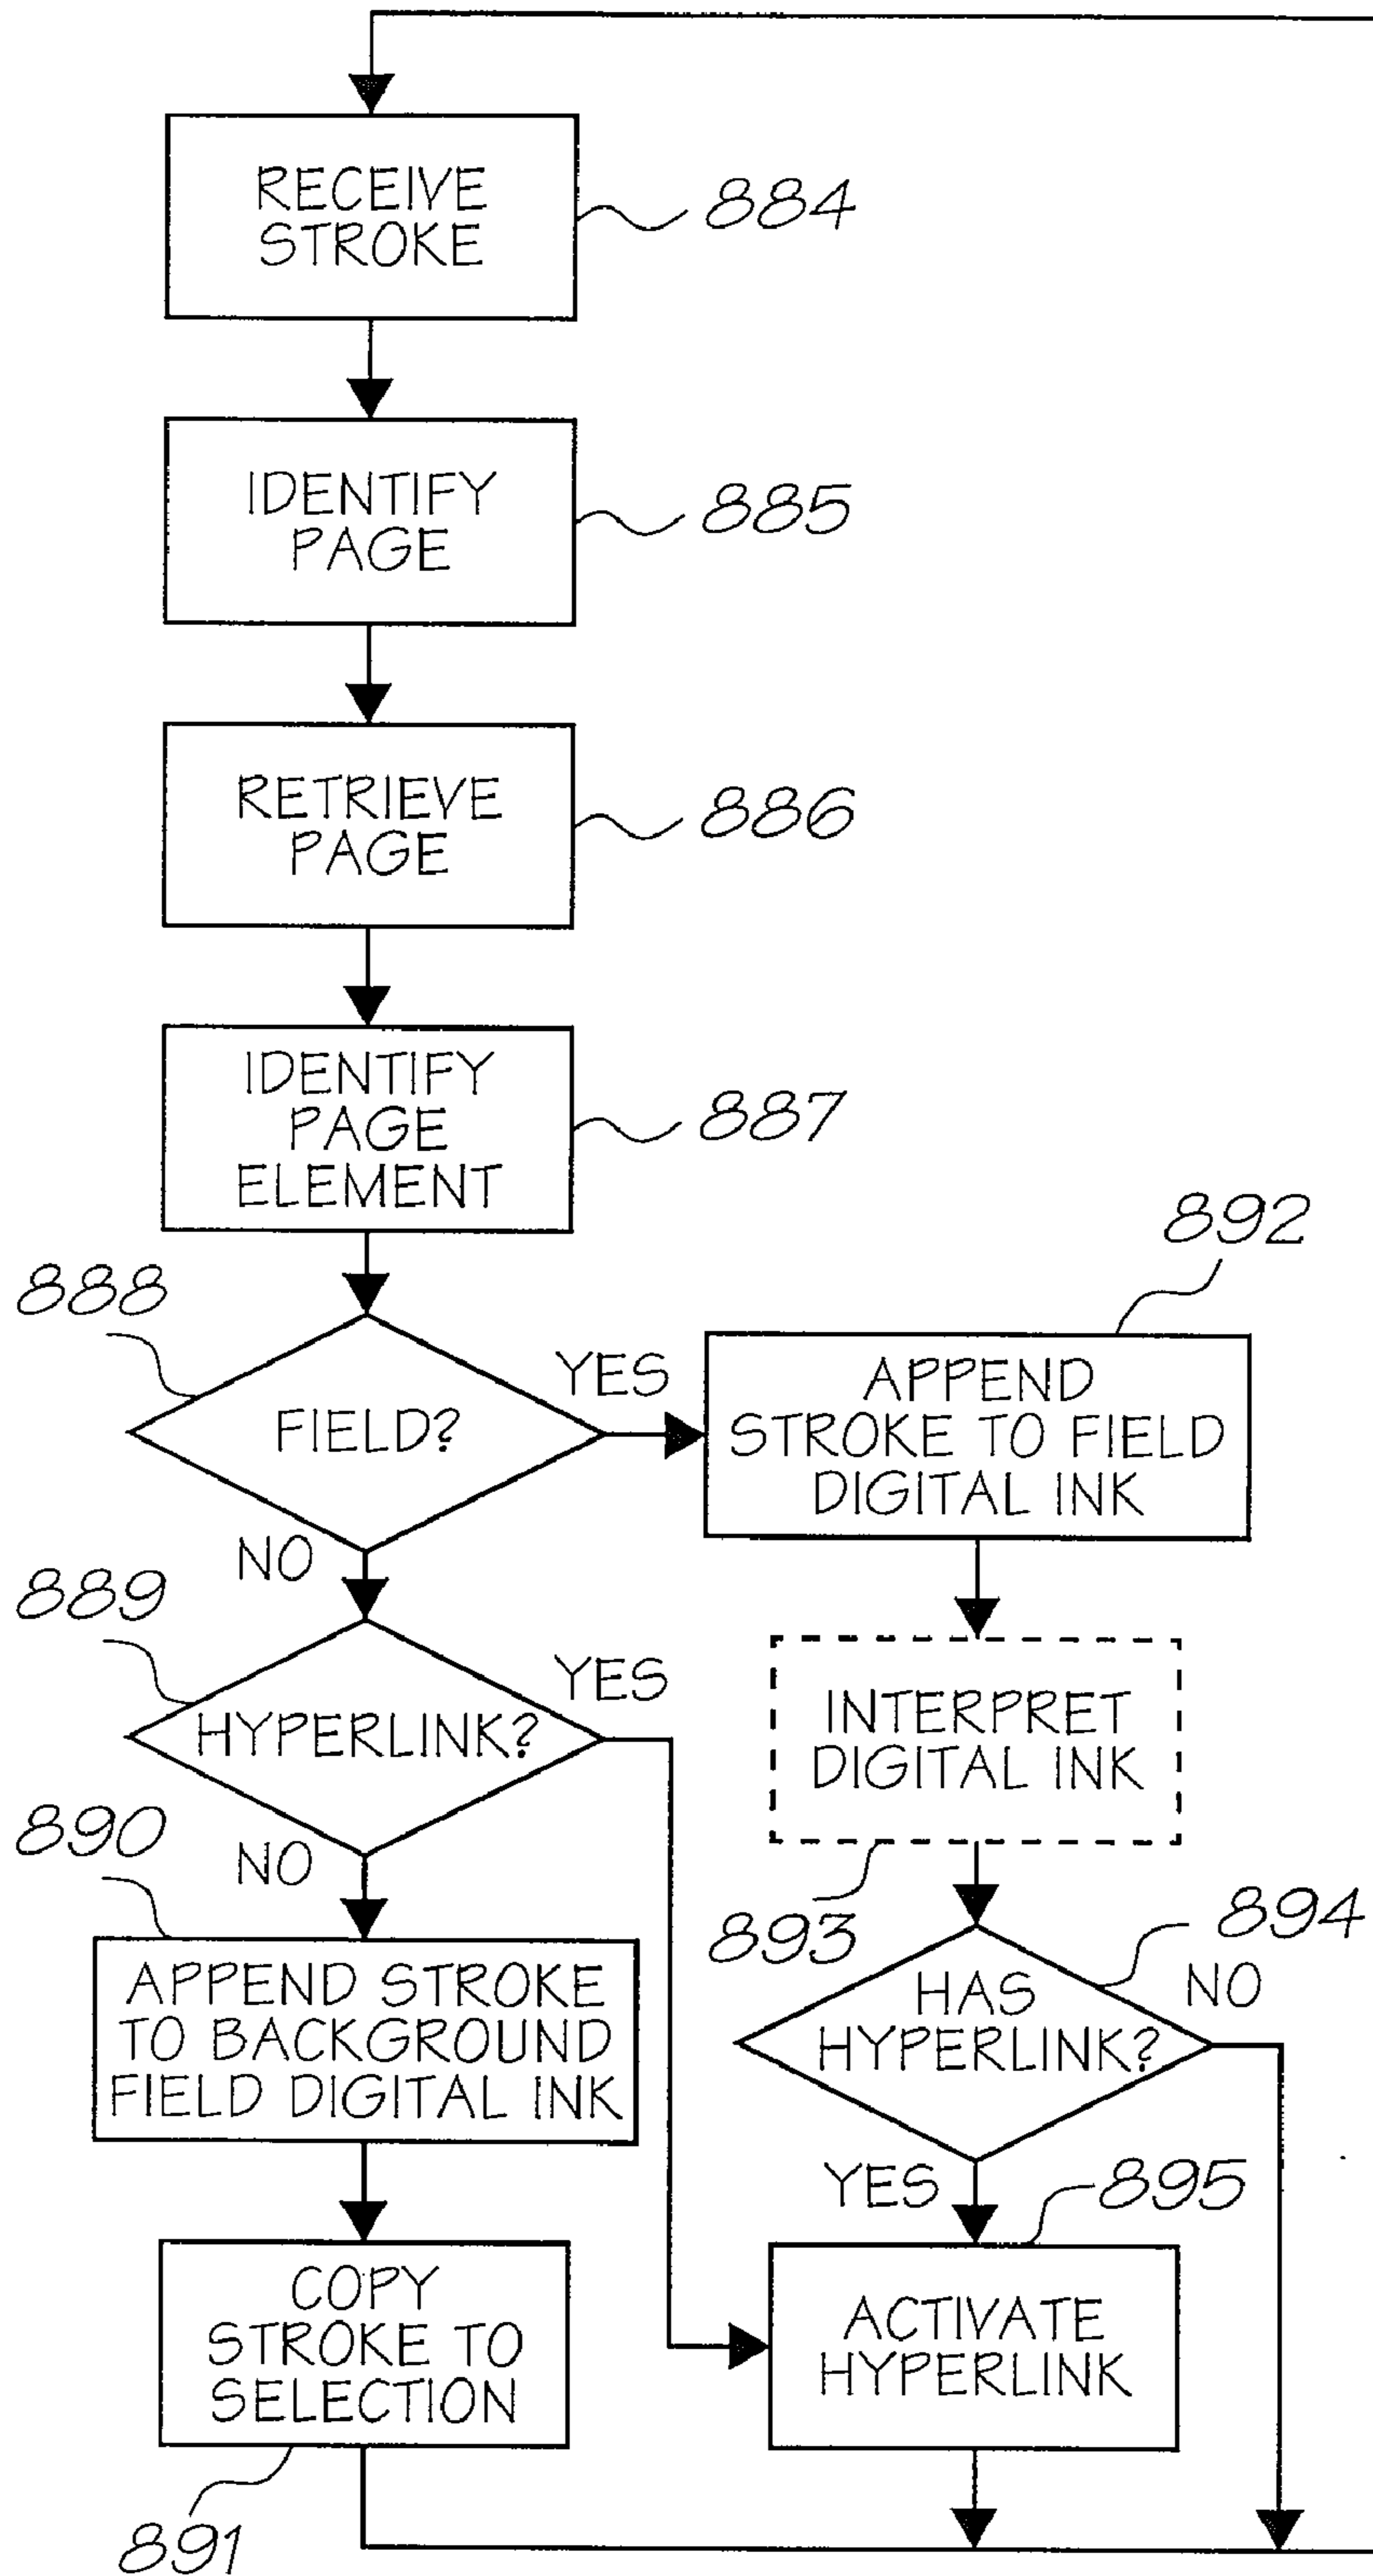 RECEIVE
STROKE
884
IDENTIFY
PAGE
885
RETRIEVE
PAGE
886
IDENTIFY
PAGE
ELEMENT
887
888
FIELD?
YES
NO
892
APPEND
STROKE TO FIELD
DIGITAL INK
889
HYPERLINK?
YES
NO
INTERPRET
DIGITAL INK
893
890
APPEND STROKE
TO BACKGROUND
FIELD DIGITAL INK
894
HAS
HYPERLINK?
NO
YES
895
COPY
STROKE TO
SELECTION
891
ACTIVATE
HYPERLINK